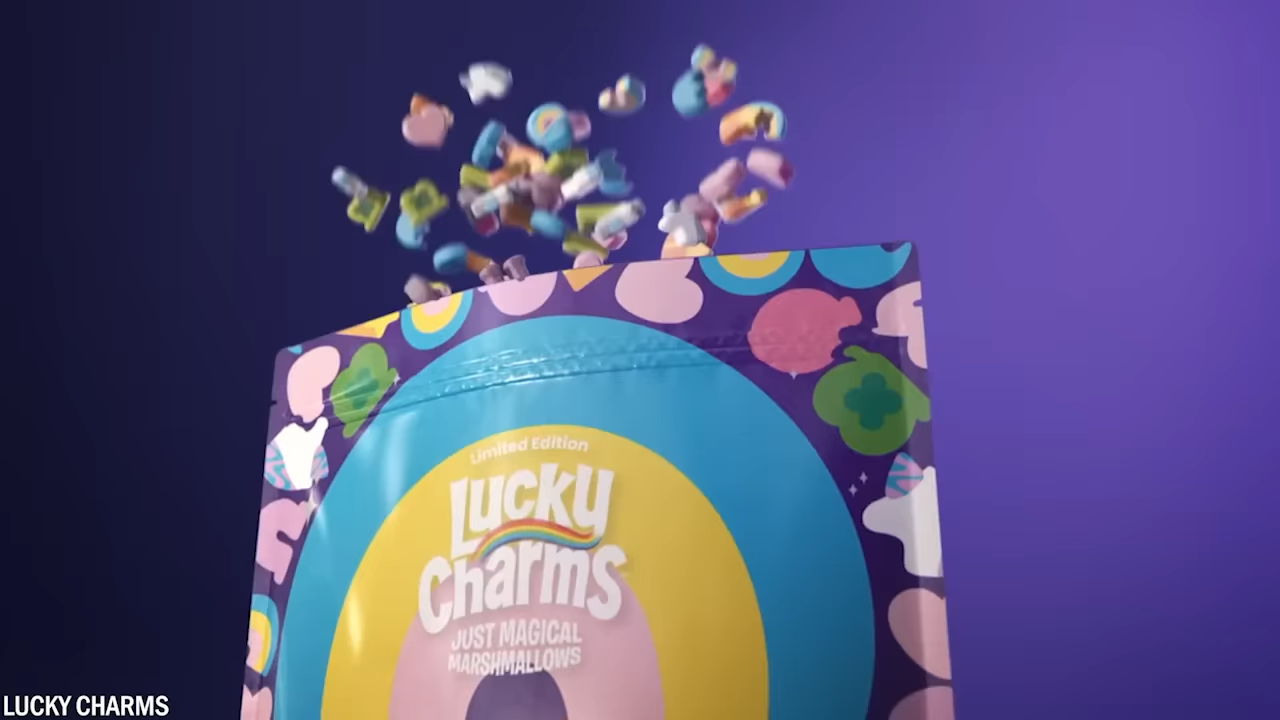 Limited Edition
Lucky
Charms
JUST MAGICAL
MARSHMALLOWS
LUCKY CHARMS